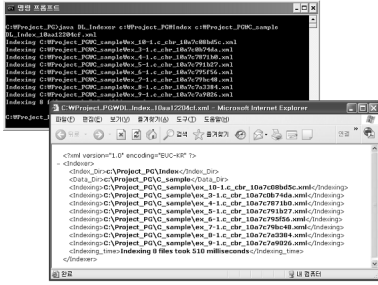 명령 프롬프트
C:\Project_PG>java DL_Indexer c:\Project_PG\Index c:\Project_PG\C_sample
DL_Index_10aa12204cf.xml
Indexing C:\Project_PG\C_sample\ex_10-1.c_cbr_10a7c08bd5c.xml
Indexing C:\Project_PG\C_sample\ex_3-1.c_cbr_10a7c0b74da.xml
Indexing C:\Project_PG\C_sample\ex_4-1.c_cbr_10a7c7871b0.xml
Indexing C:\Project_PG\C_sample\ex_5-1.c_cbr_10a7c791b27.xml
Indexing C:\Project_PG\C_sample\ex_6-1.c_cbr_10a7c795f56.xml
Indexing C:\Project_PG\C_sample\ex_7-1.c_cbr_10a7c79bc48.xml
Indexing C:\Project_PG\C_sample\ex_8-1.c_cbr_10a7c7a3384.xml
Indexing C:\Project_PG\C_sample\ex_9-1.c_cbr_10a7c7a9026.xml
Indexing 8
C:\Project_PG\DL_Index_10aa12204cf.xml - Microsoft Internet Explorer
파일(F) 편집(E) 보기(V) 즐겨찾기(A) 도구(T) 도움말(H)
뒤로 검색 즐겨찾기 연결 »
<?xml version="1.0" encoding="EUC-KR" ?>
- <Indexer>
<Index_Dir>c:\Project_PG\Index</Index_Dir>
<Data_Dir>c:\Project_PG\C_sample</Data_Dir>
<Indexing>C:\Project_PG\C_sample\ex_10-1.c_cbr_10a7c08bd5c.xml</Indexing>
<Indexing>C:\Project_PG\C_sample\ex_3-1.c_cbr_10a7c0b74da.xml</Indexing>
<Indexing>C:\Project_PG\C_sample\ex_4-1.c_cbr_10a7c7871b0.xml</Indexing>
<Indexing>C:\Project_PG\C_sample\ex_5-1.c_cbr_10a7c791b27.xml</Indexing>
<Indexing>C:\Project_PG\C_sample\ex_6-1.c_cbr_10a7c795f56.xml</Indexing>
<Indexing>C:\Project_PG\C_sample\ex_7-1.c_cbr_10a7c79bc48.xml</Indexing>
<Indexing>C:\Project_PG\C_sample\ex_8-1.c_cbr_10a7c7a3384.xml</Indexing>
<Indexing>C:\Project_PG\C_sample\ex_9-1.c_cbr_10a7c7a9026.xml</Indexing>
<Indexing_time>Indexing 8 files took 510 milliseconds</Indexing_time>
</Indexer>
완료 내 컴퓨터